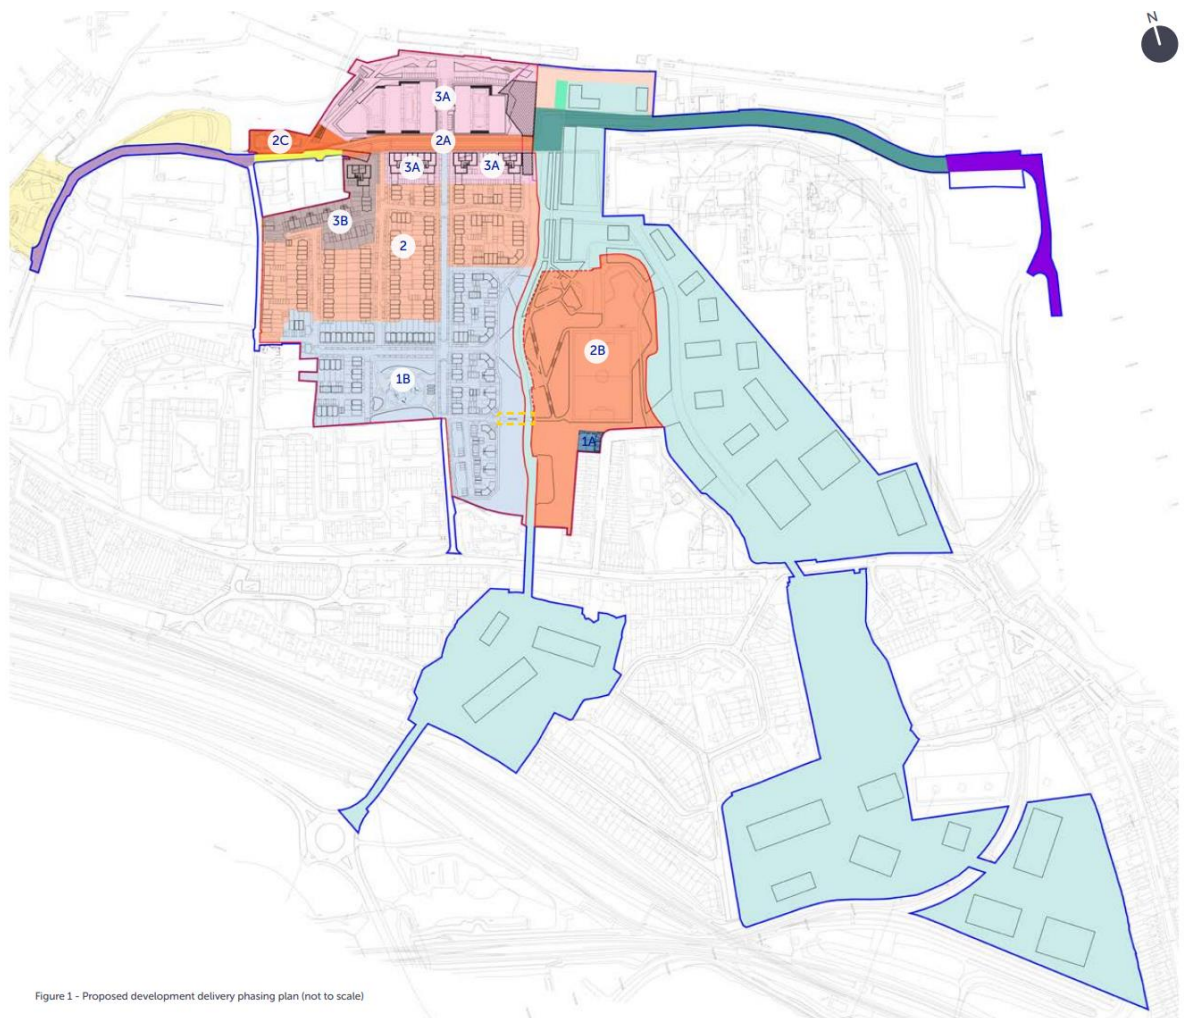 N
3A
2C
2A
3A
3A
3B
2
2B
1B
1A
Figure 1 - Proposed development delivery phasing plan (not to scale)